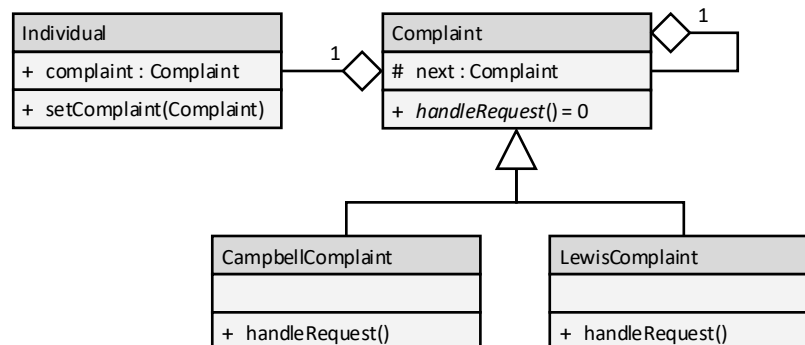 Individual
+ complaint : Complaint
+ setComplaint(Complaint)
1
Complaint
# next : Complaint
+ handleRequest() = 0
1
CampbellComplaint
+ handleRequest()
LewisComplaint
+ handleRequest()